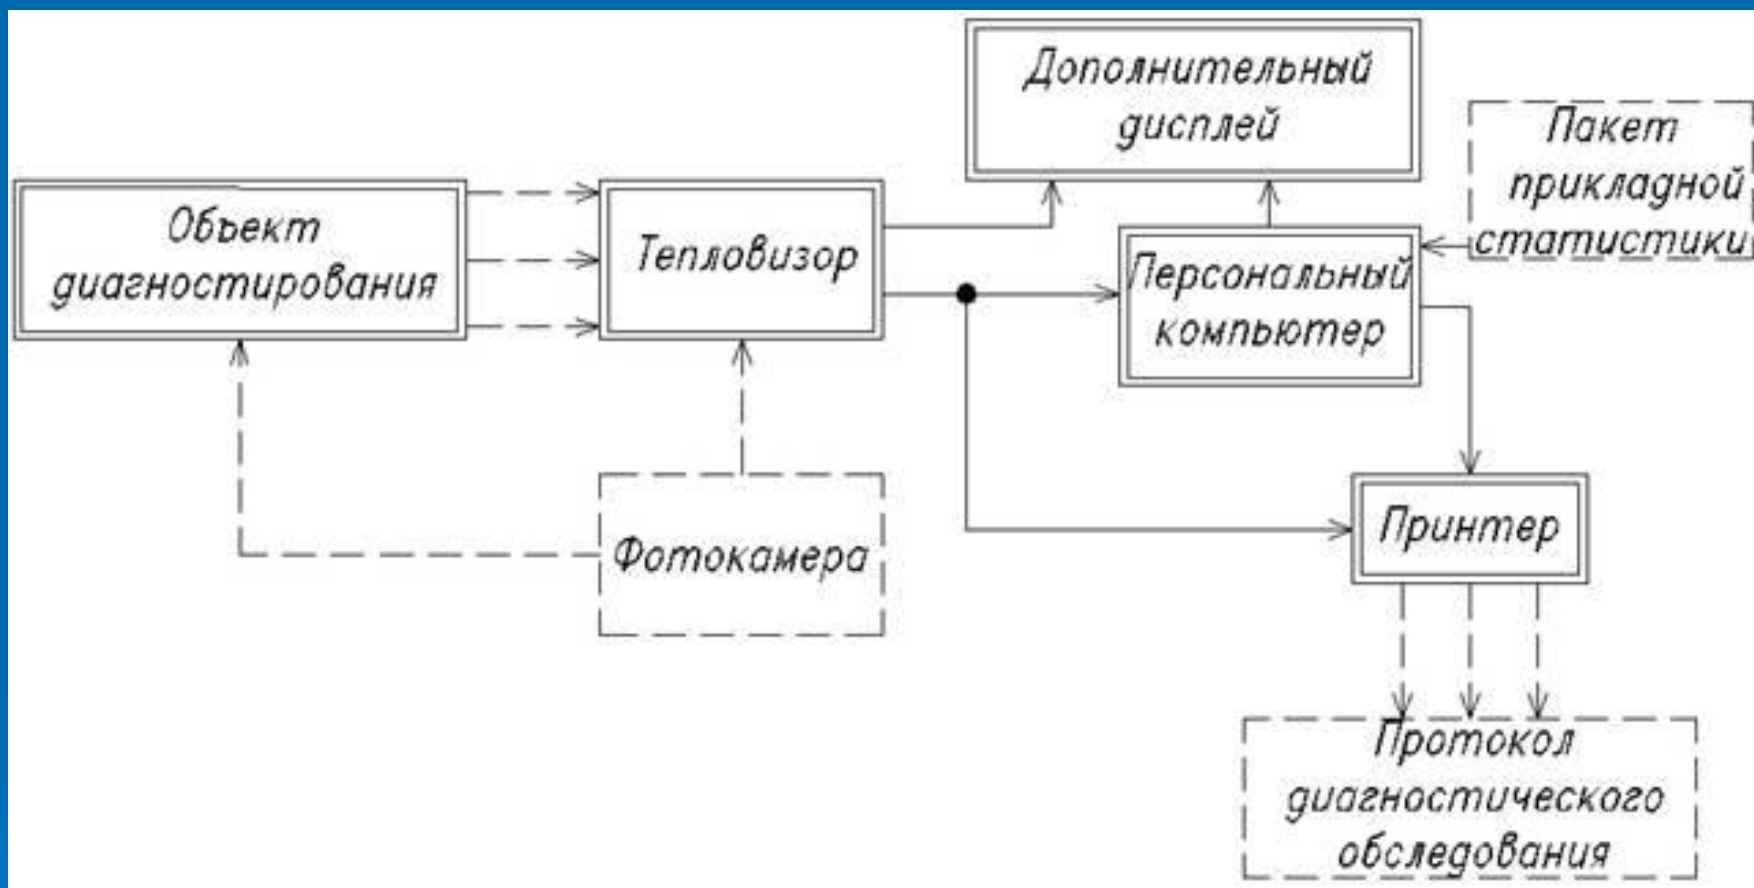 Дополнительный
дисплей
Пакет
прикладной
статистики
Объект
диагностирования
Тепловизор
Персональный
компьютер
Фотокамера
Принтер
Протокол
диагностического
обследования